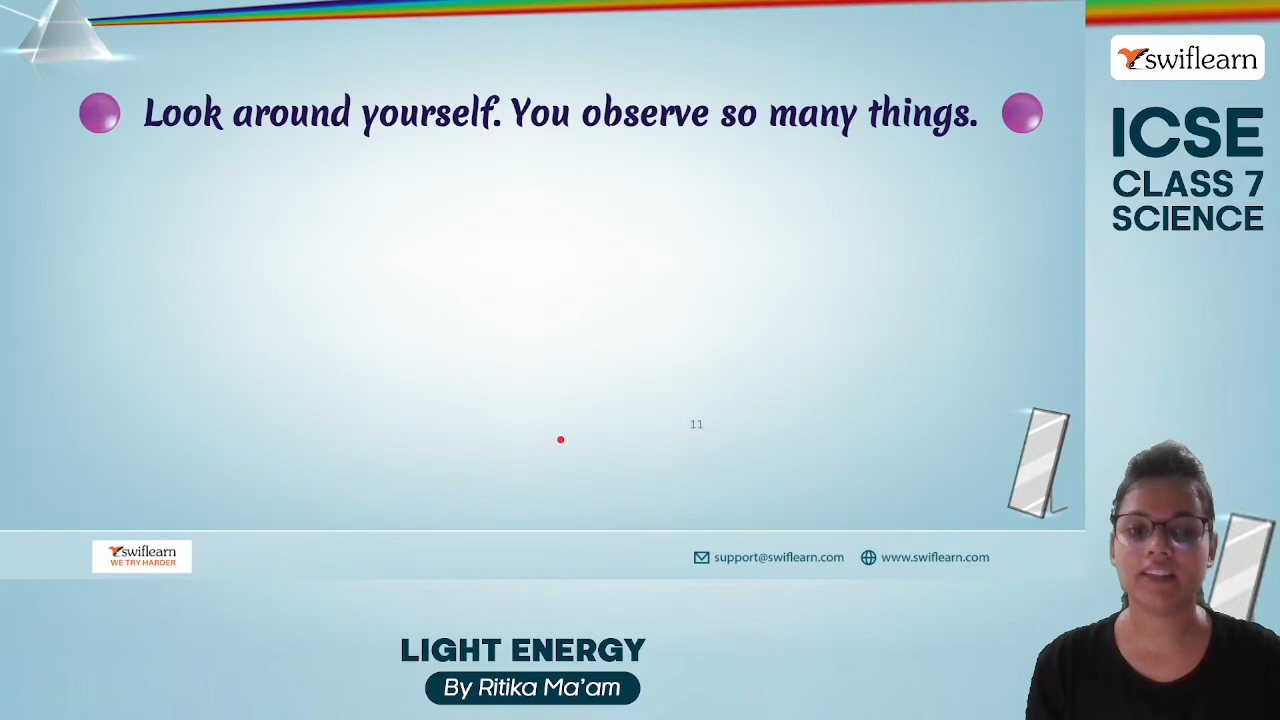 Look around yourself. You observe so many things.
swiflearn
ICSE
CLASS 7
SCIENCE
11
swiflearn
WE TRY HARDER
support@swiflearn.com
www.swiflearn.com
LIGHT ENERGY
By Ritika Ma'am